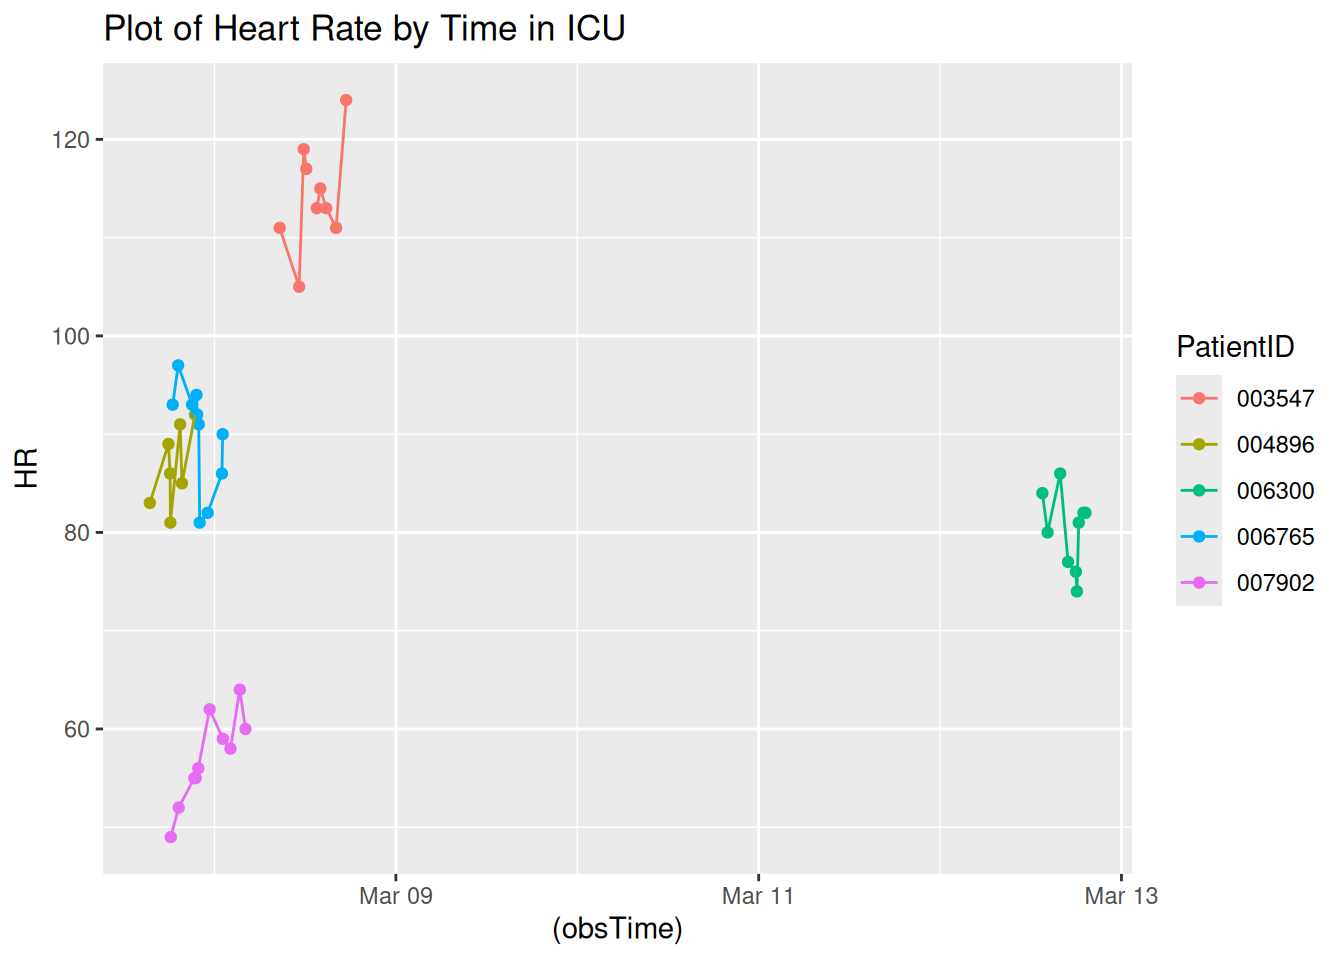 Plot of Heart Rate by Time in ICU
120
100
80
60
HR
Mar 09
Mar 11
Mar 13
(obsTime)
PatientID
003547
004896
006300
006765
007902